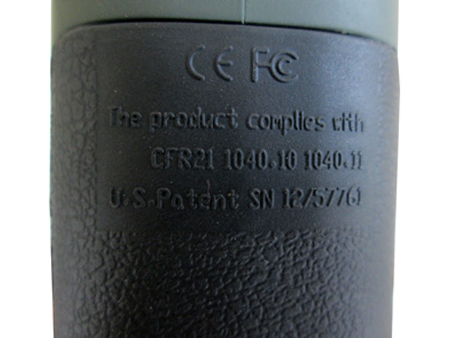 CE FC
The product complies with
CFR21 1040.10 1040.11
U.S.Patent SN 12/57761